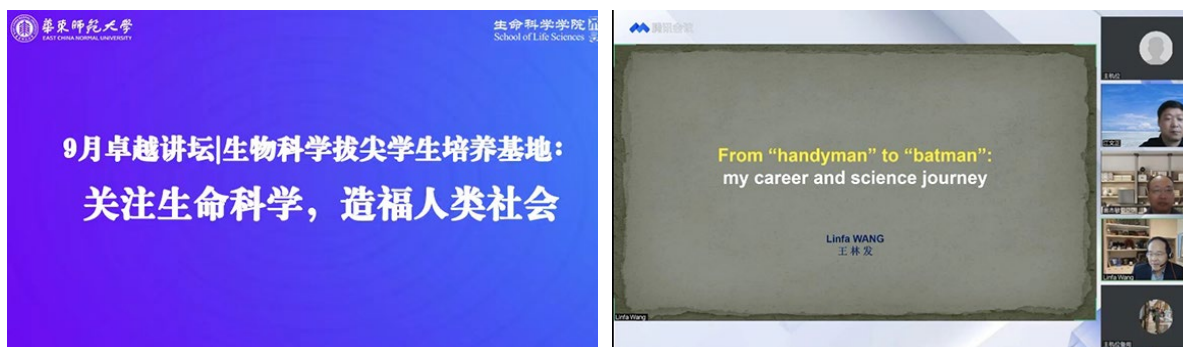 華東師範大學
EAST CHINA NORMAL UNIVERSITY
生命科学学院
School of Life Sciences
9月卓越讲坛|生物科学拔尖学生培养基地：
关注生命科学，造福人类社会
腾讯会议
From “handyman” to “batman”:
my career and science journey
Linfa WANG
王林发
Linfa Wang
Linfa Wang